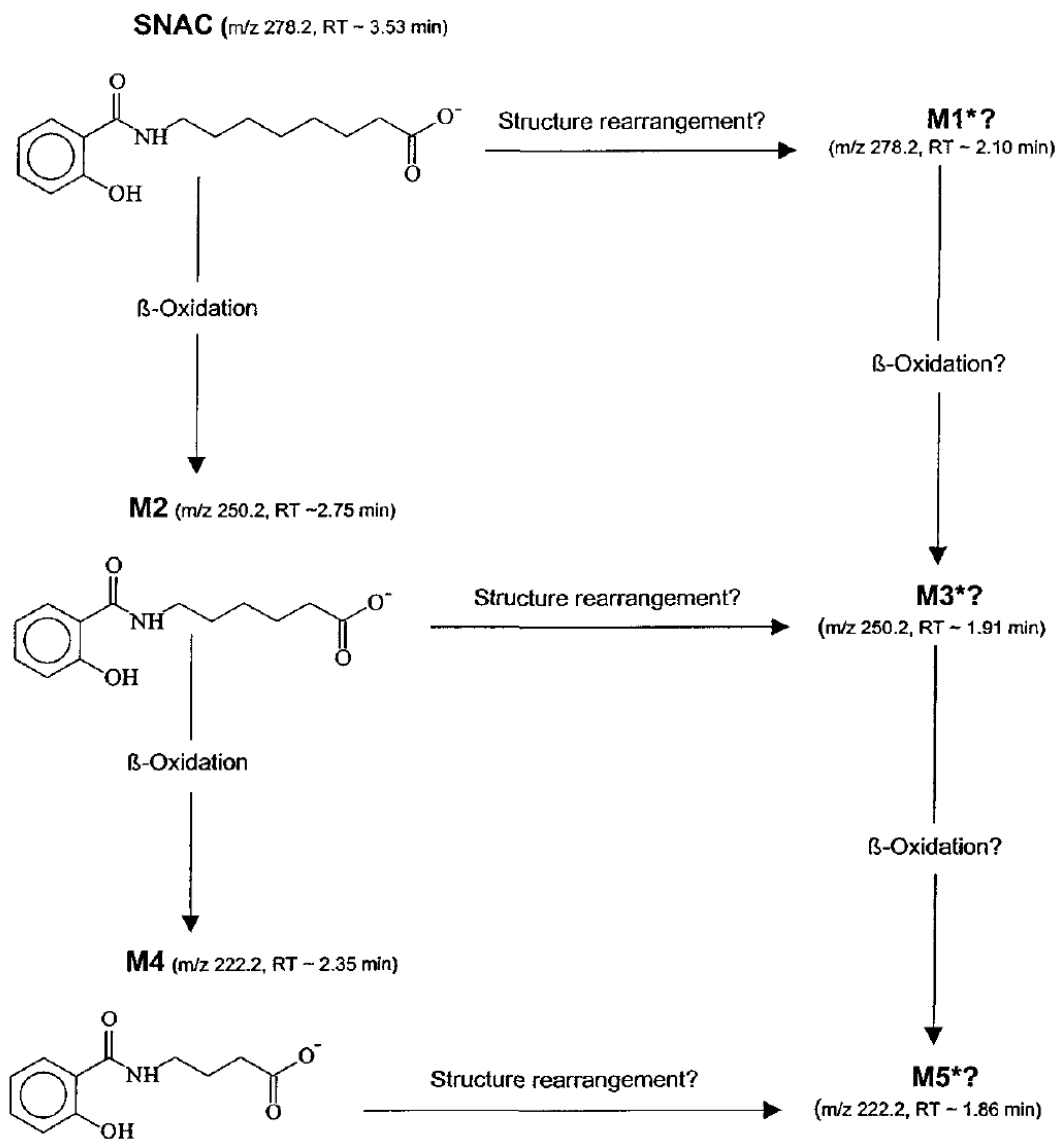 SNAC (m/z 278.2, RT ~ 3.53 min)
O
NH
O⁻
O
OH
Structure rearrangement?
M1*?
(m/z 278.2, RT ~ 2.10 min)
ß-Oxidation
ß-Oxidation?
M2 (m/z 250.2, RT ~2.75 min)
O
NH
O⁻
O
OH
Structure rearrangement?
M3*?
(m/z 250.2, RT ~ 1.91 min)
ß-Oxidation
ß-Oxidation?
M4 (m/z 222.2, RT ~ 2.35 min)
O
NH
O⁻
O
OH
Structure rearrangement?
M5*?
(m/z 222.2, RT ~ 1.86 min)